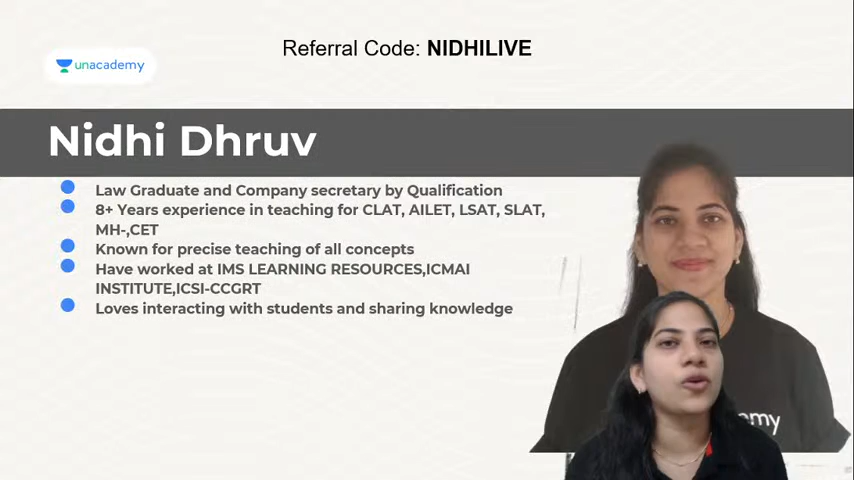 Referral Code: NIDHILIVE
unacademy
Nidhi Dhruv
Law Graduate and Company secretary by Qualification
8+ Years experience in teaching for CLAT, AILET, LSAT, SLAT,
MH-,CET
Known for precise teaching of all concepts
Have worked at IMS LEARNING RESOURCES,ICMAI
INSTITUTE,ICSI-CCGRT
Loves interacting with students and sharing knowledge